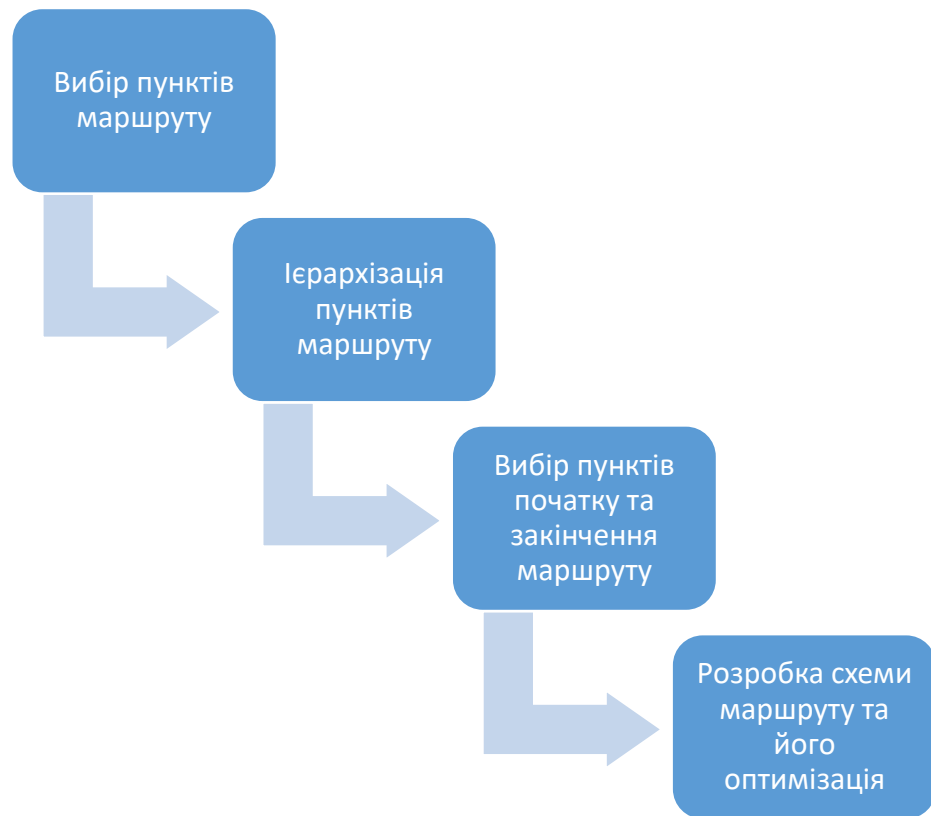 Вибір пунктів
маршруту
Ієрархізація
пунктів
маршруту
Вибір пунктів
початку та
закінчення
маршруту
Розробка схеми
маршруту та
його
оптимізація